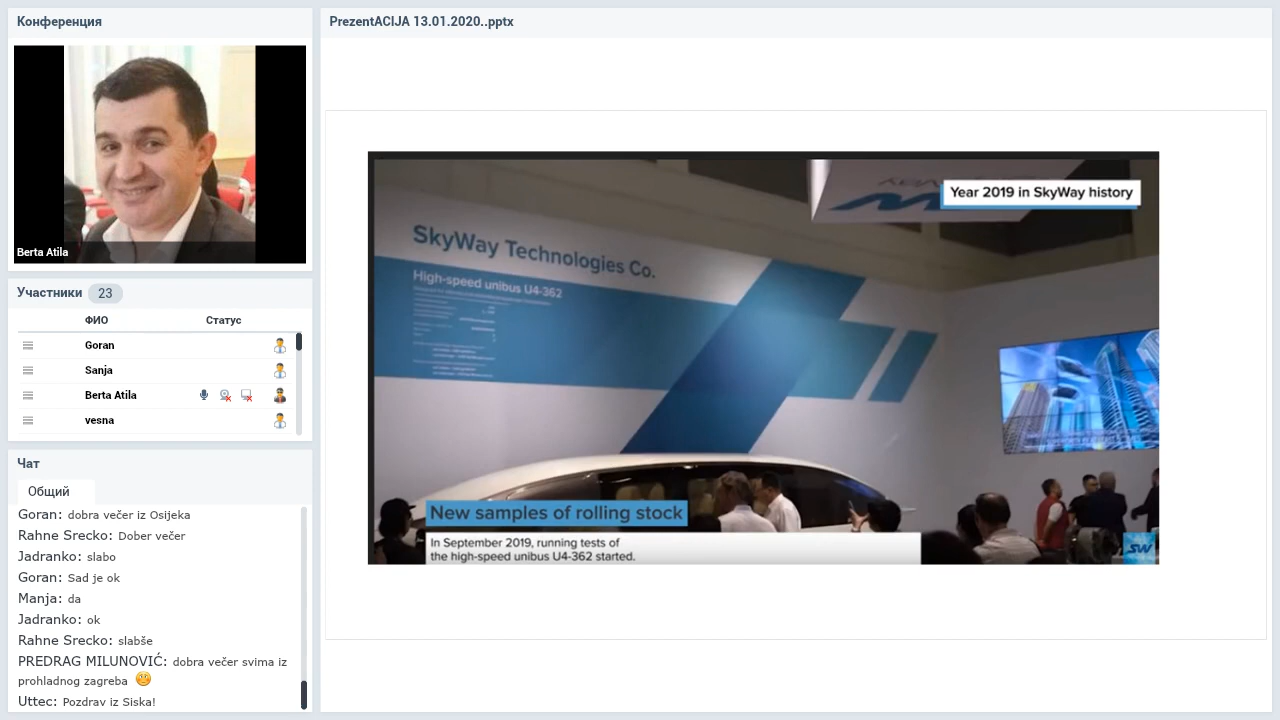 Конференция
Berta Atila
Участники 23
ФИО Статус
Goran
Sanja
Berta Atila
vesna
Чат
Общий
Goran: dobra večer iz Osijeka
Rahne Srecko: Dober večer
Jadranko: slabo
Goran: Sad je ok
Manja: da
Jadranko: ok
Rahne Srecko: slabše
PREDRAG MILUNOVIĆ: dobra večer svima iz
prohladnog zagreba
Uttec: Pozdrav iz Siska!
PrezentACIJA 13.01.2020..pptx
Year 2019 in SkyWay history
SkyWay Technologies Co.
High-speed unibus U4-362
New samples of rolling stock
In September 2019, running tests of
the high-speed unibus U4-362 started.
SW